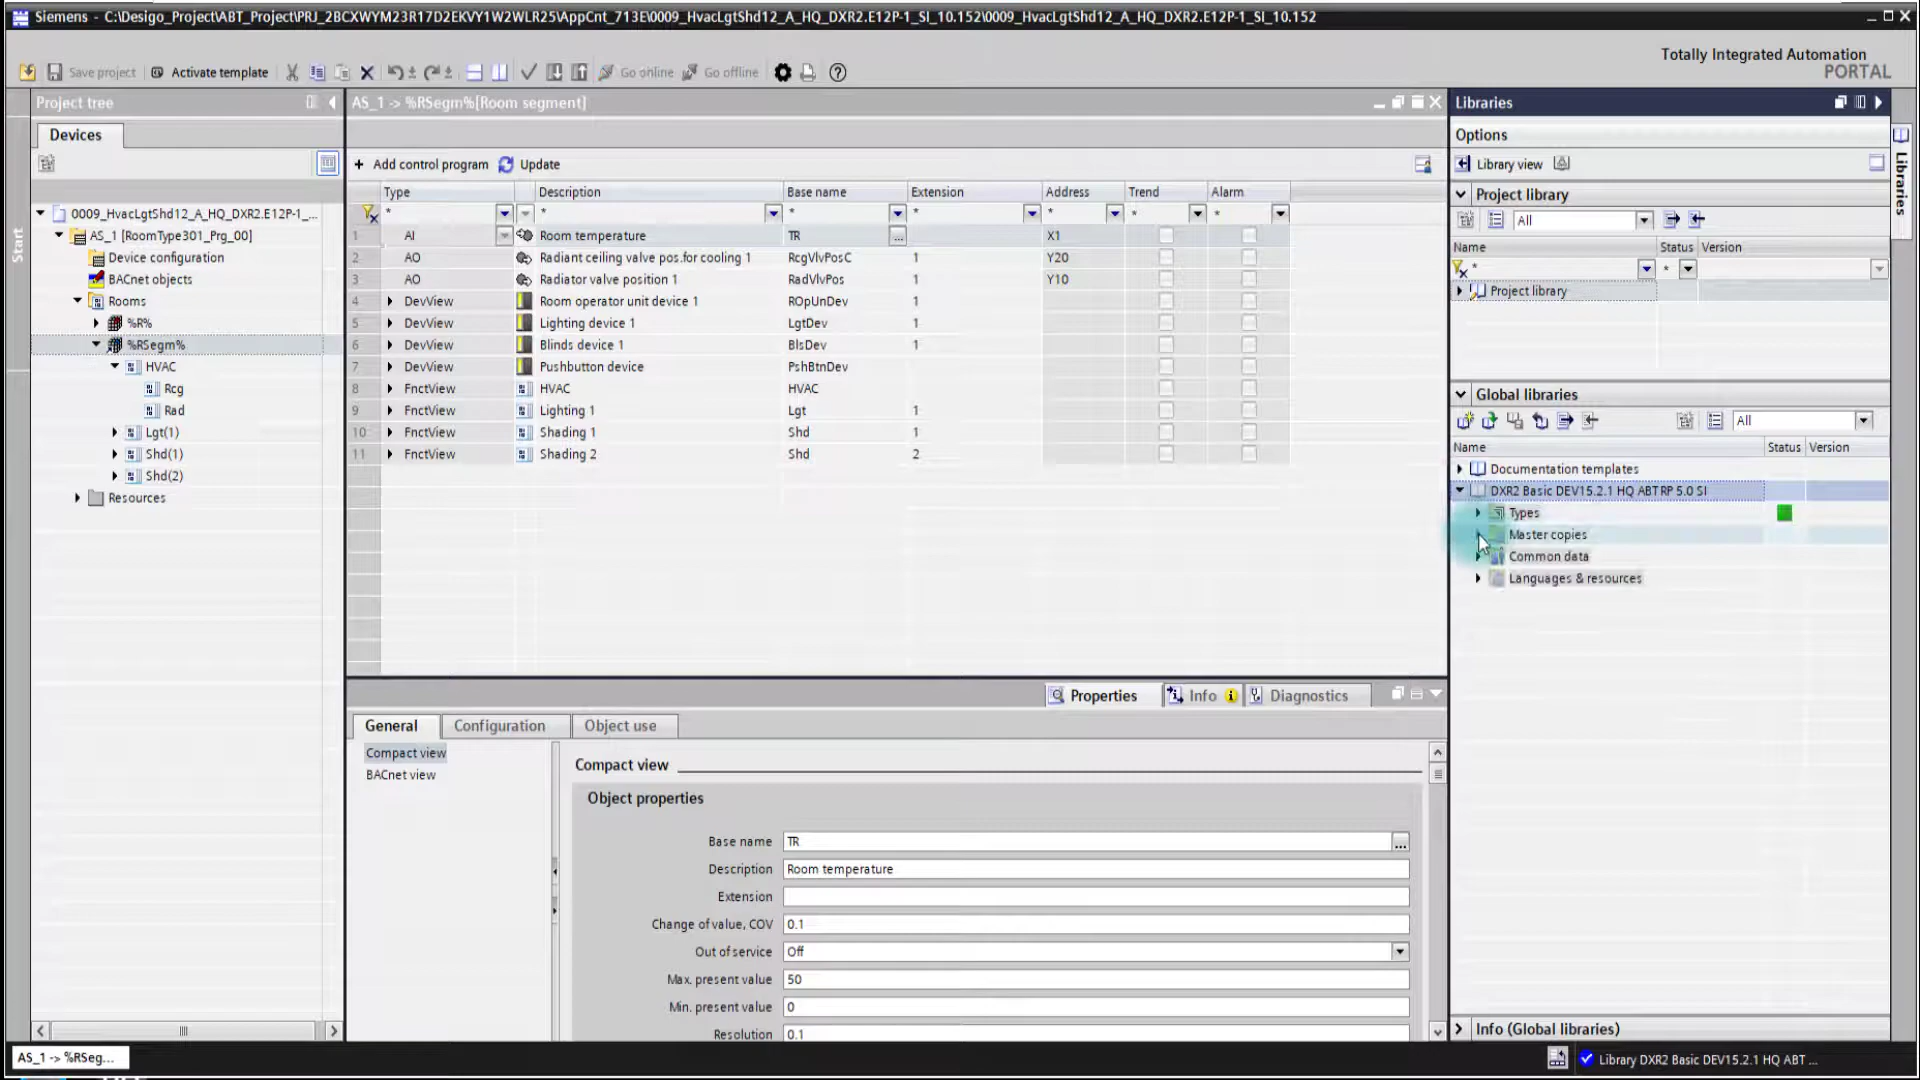 Siemens - C:\Desigo_Project\ABT_Project\PRJ_2BCXWYM23R17D2EKVY1W2WLR25\AppCnt_713E\0009_HvacLgtShd12_A_HQ_DXR2.E12P-1_SI_10.152\0009_HvacLgtShd12_A_HQ_DXR2.E12P-1_SI_10.152
Totally Integrated Automation
PORTAL
Save project Activate template Go online Go offline
Project tree
Devices
Start
0009_HvacLgtShd12_A_HQ_DXR2.E12P-1_...
AS_1 [RoomType301_Prg_00]
Device configuration
BACnet objects
Rooms
%R%
%RSegm%
HVAC
Rcg
Rad
Lgt(1)
Shd(1)
Shd(2)
Resources
AS_1 -> %RSegm%[Room segment]
+ Add control program Update
Type Description Base name Extension Address Trend Alarm
* * * * * * *
1 AI Room temperature TR ... X1
2 AO Radiant ceiling valve pos.for cooling 1 RcgVlvPosC 1 Y20
3 AO Radiator valve position 1 RadVlvPos 1 Y10
4 DevView Room operator unit device 1 ROpUnDev 1
5 DevView Lighting device 1 LgtDev 1
6 DevView Blinds device 1 BlsDev 1
7 DevView Pushbutton device PshBtnDev
8 FnctView HVAC HVAC
9 FnctView Lighting 1 Lgt 1
10 FnctView Shading 1 Shd 1
11 FnctView Shading 2 Shd 2
Properties Info Diagnostics
General Configuration Object use
Compact view
BACnet view
Compact view
Object properties
Base name TR ...
Description Room temperature
Extension
Change of value, COV 0.1
Out of service Off
Max. present value 50
Min. present value 0
Resolution 0.1
Libraries
Options
Library view
Libraries
Project library
All
Name Status Version
* *
Project library
Global libraries
All
Name Status Version
Documentation templates
DXR2 Basic DEV15.2.1 HQ ABT RP 5.0 SI
Types
Master copies
Common data
Languages & resources
Info (Global libraries)
AS_1 -> %RSeg...
Library DXR2 Basic DEV15.2.1 HQ ABT ...